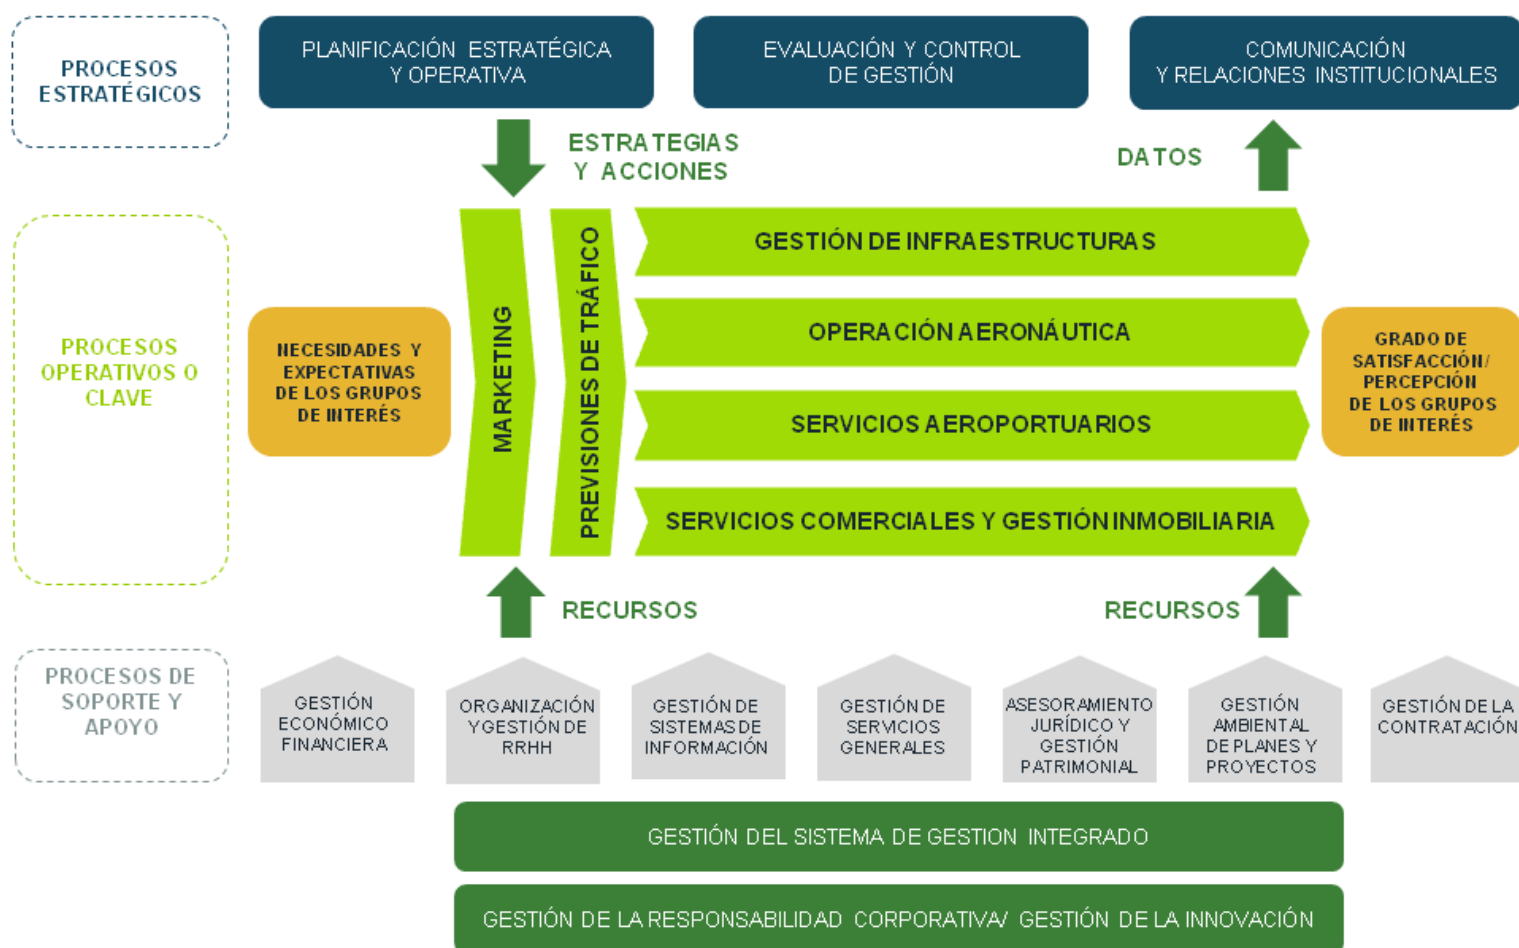 PROCESOS
ESTRATÉGICOS
PLANIFICACIÓN ESTRATÉGICA
Y OPERATIVA
EVALUACIÓN Y CONTROL
DE GESTIÓN
COMUNICACIÓN
Y RELACIONES INSTITUCIONALES
ESTRATEGIAS
Y ACCIONES
DATOS
PROCESOS
OPERATIVOS O
CLAVE
NECESIDADES Y
EXPECTATIVAS
DE LOS GRUPOS
DE INTERÉS
MARKETING
PREVISIONES DE TRÁFICO
GESTIÓN DE INFRAESTRUCTURAS
OPERACIÓN AERONÁUTICA
SERVICIOS AEROPORTUARIOS
SERVICIOS COMERCIALES Y GESTIÓN INMOBILIARIA
GRADO DE
SATISFACCIÓN/
PERCEPCIÓN
DE LOS GRUPOS
DE INTERÉS
RECURSOS
RECURSOS
PROCESOS DE
SOPORTE Y
APOYO
GESTIÓN
ECONÓMICO
FINANCIERA
ORGANIZACIÓN
Y GESTIÓN DE
RRHH
GESTIÓN DE
SISTEMAS DE
INFORMACIÓN
GESTIÓN DE
SERVICIOS
GENERALES
ASESORAMIENTO
JURÍDICO Y
GESTIÓN
PATRIMONIAL
GESTIÓN
AMBIENTAL
DE PLANES Y
PROYECTOS
GESTIÓN DE LA
CONTRATACIÓN
GESTIÓN DEL SISTEMA DE GESTION INTEGRADO
GESTIÓN DE LA RESPONSABILIDAD CORPORATIVA/ GESTIÓN DE LA INNOVACIÓN